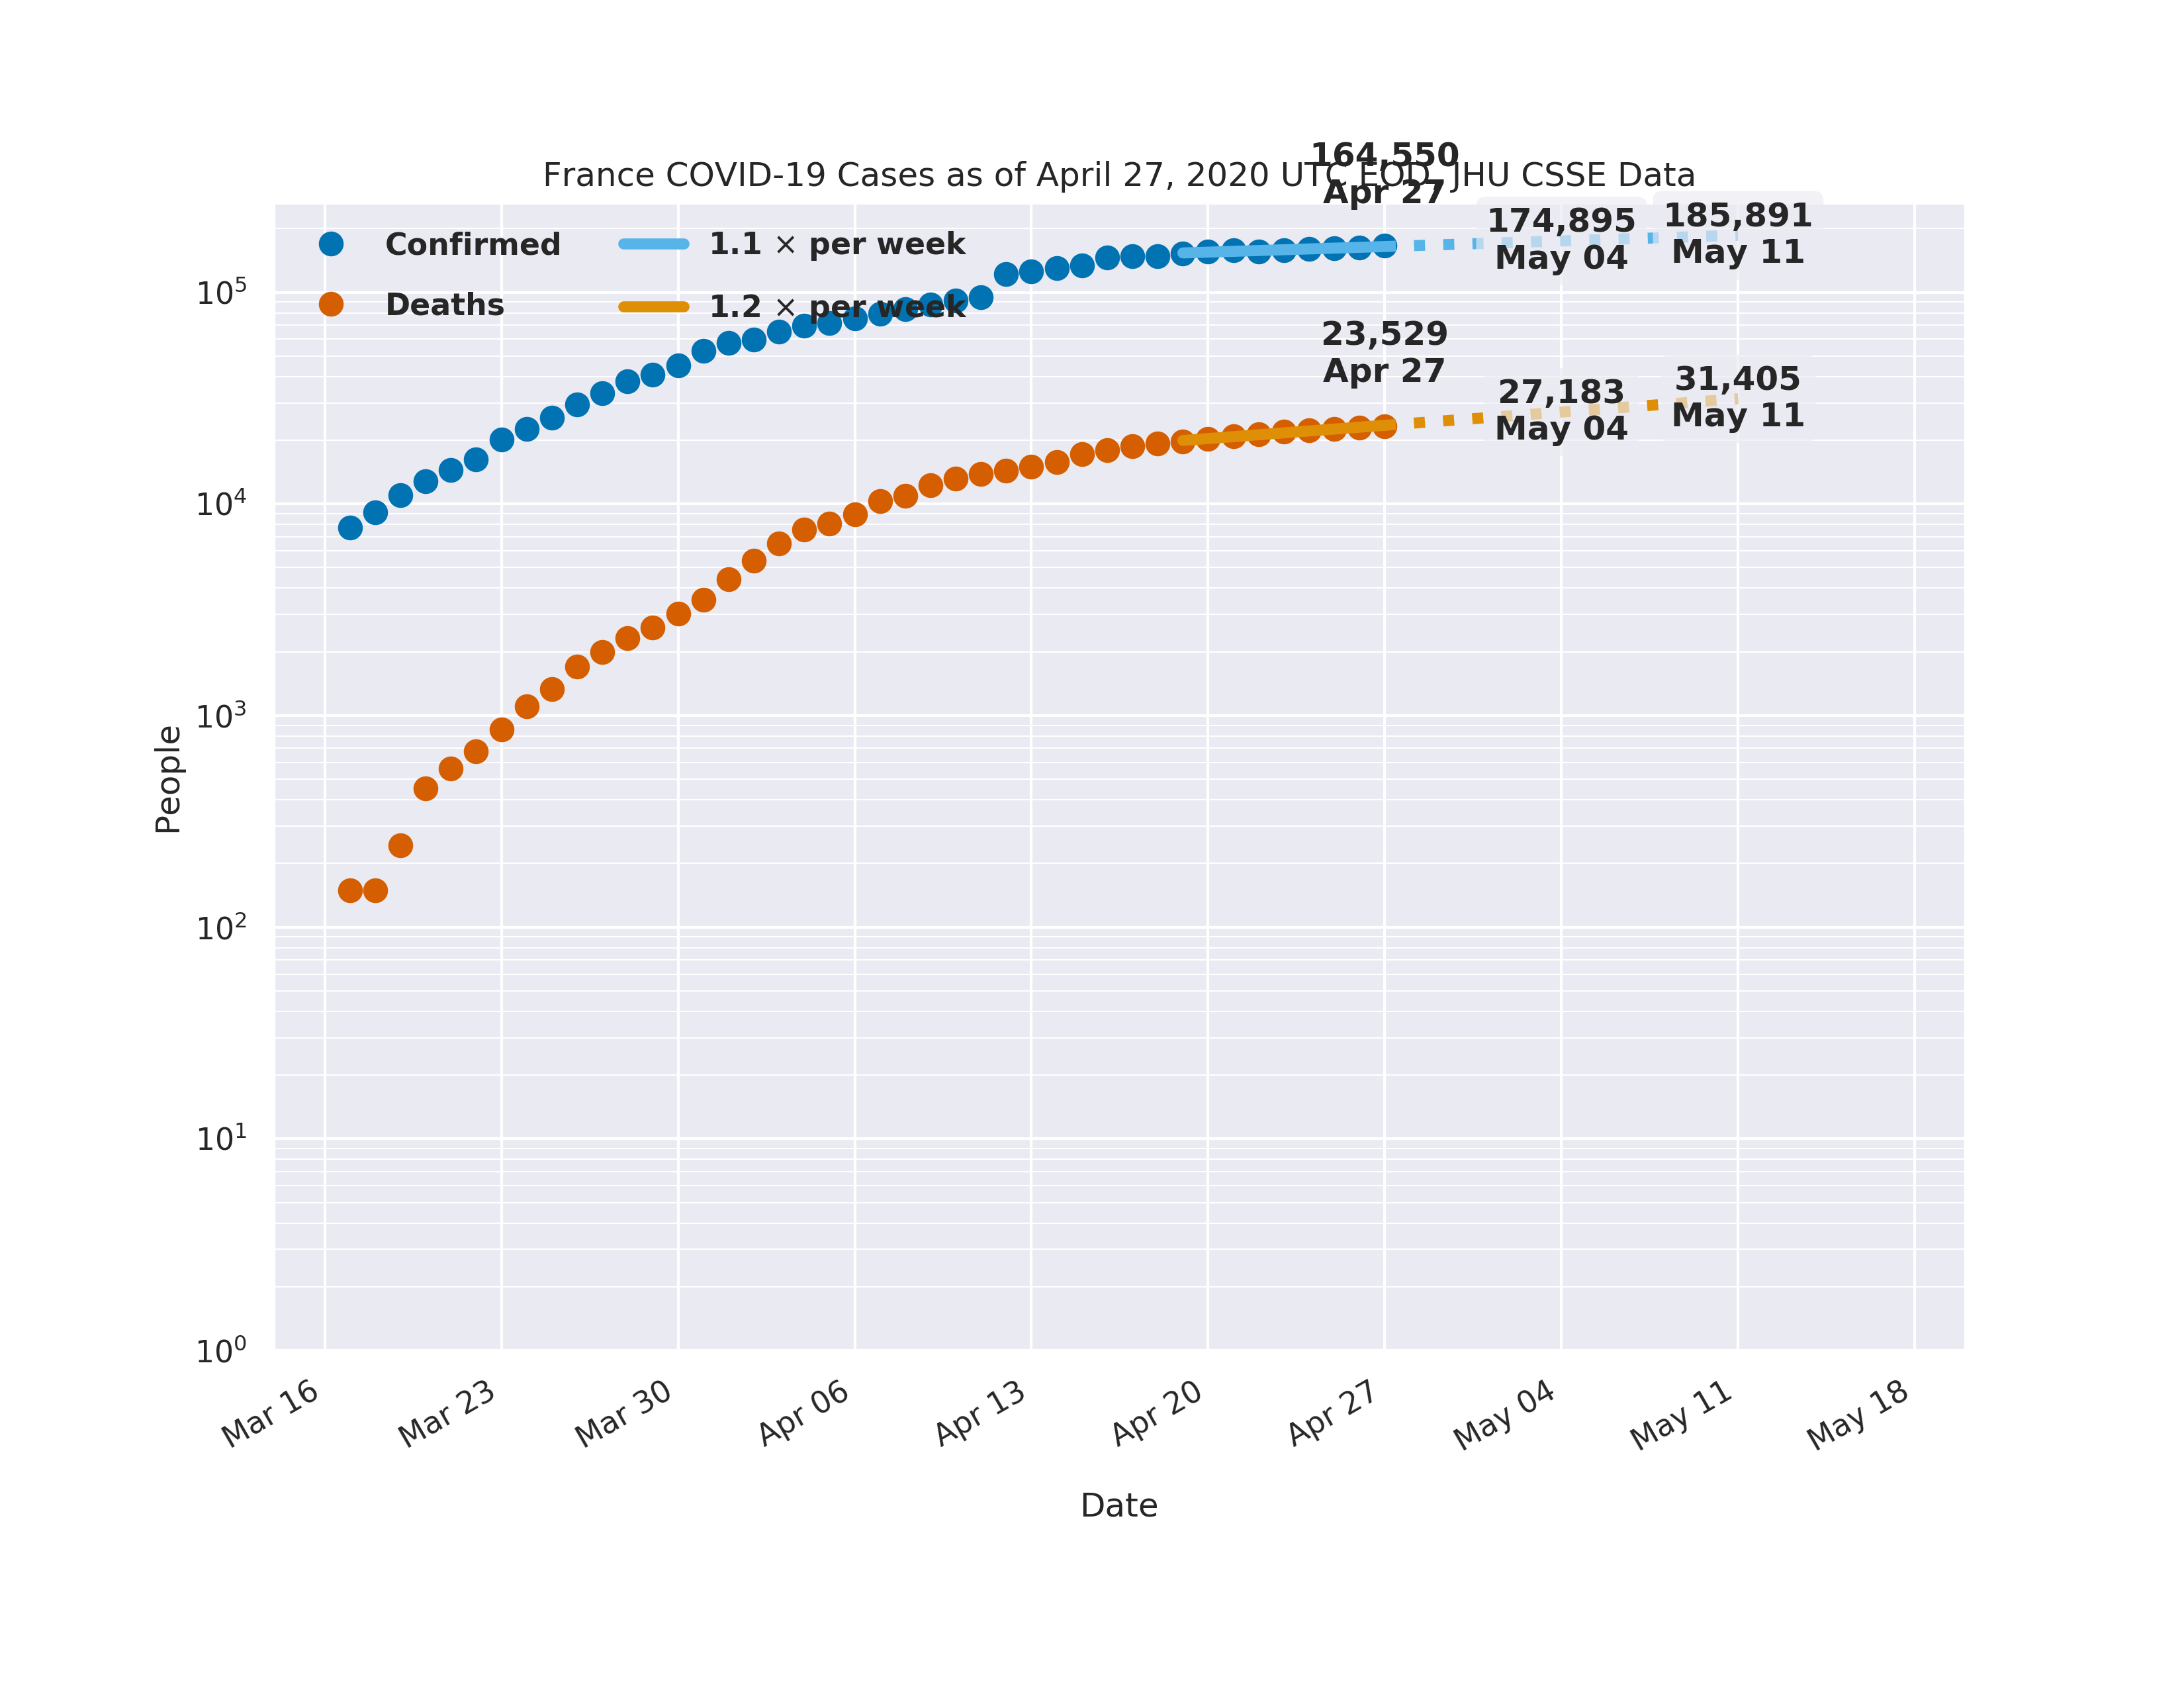 164,550
Apr 27
France COVID-19 Cases as of April 27, 2020 UTC EOD, JHU CSSE Data
174,895
May 04
185,891
May 11
Confirmed
1.1 × per week
Deaths
1.2 × per week
23,529
Apr 27
27,183
May 04
31,405
May 11
People
10⁵
10⁴
10³
10²
10¹
10⁰
Mar 16
Mar 23
Mar 30
Apr 06
Apr 13
Apr 20
Apr 27
May 04
May 11
May 18
Date